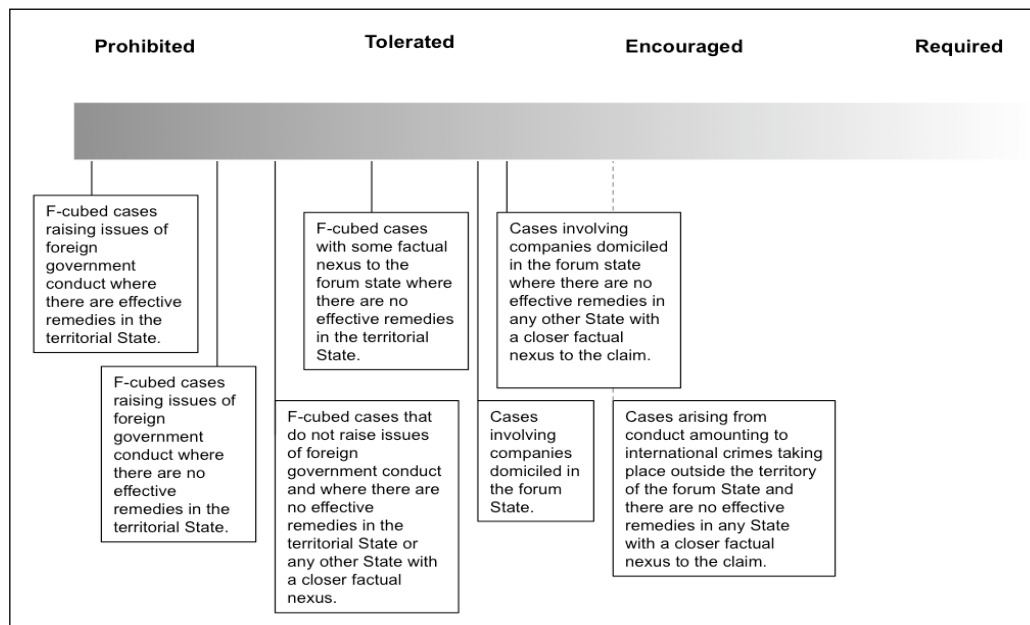 Prohibited
Tolerated
Encouraged
Required
F-cubed cases
raising issues of
foreign
government
conduct where
there are effective
remedies in the
territorial State.
F-cubed cases
raising issues of
foreign
government
conduct where
there are no
effective
remedies in the
territorial State.
F-cubed cases
with some factual
nexus to the
forum state where
there are no
effective remedies
in the territorial
State.
F-cubed cases that
do not raise issues
of foreign
government conduct
and where there are
no effective
remedies in the
territorial State or
any other State with
a closer factual
nexus.
Cases involving
companies domiciled
in the forum state
where there are no
effective remedies in
any other State with
a closer factual
nexus to the claim.
Cases
involving
companies
domiciled in
the forum
State.
Cases arising from
conduct amounting to
international crimes taking
place outside the territory
of the forum State and
there are no effective
remedies in any State
with a closer factual
nexus to the claim.